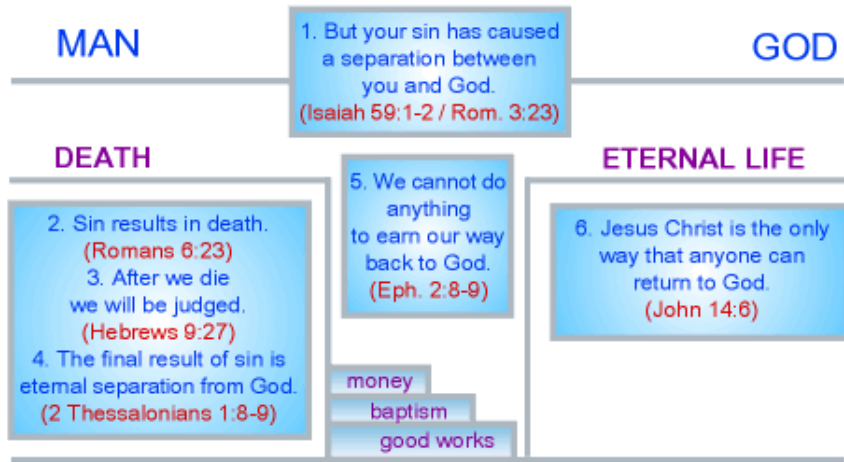 MAN
GOD
1. But your sin has caused
a separation between
you and God.
(Isaiah 59:1-2 / Rom. 3:23)
DEATH
ETERNAL LIFE
2. Sin results in death.
(Romans 6:23)
3. After we die
we will be judged.
(Hebrews 9:27)
4. The final result of sin is
eternal separation from God.
(2 Thessalonians 1:8-9)
5. We cannot do
anything
to earn our way
back to God.
(Eph. 2:8-9)
6. Jesus Christ is the only
way that anyone can
return to God.
(John 14:6)
money
baptism
good works